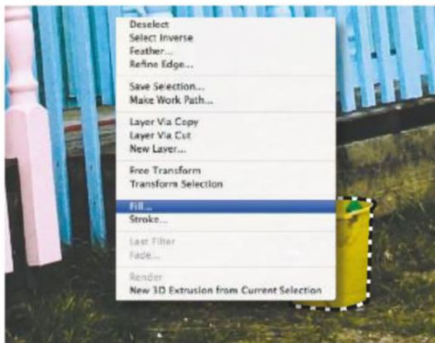 Deselect
Select Inverse
Feather...
Refine Edge...
Save Selection...
Make Work Path...
Layer Via Copy
Layer Via Cut
New Layer...
Free Transform
Transform Selection
Fill...
Stroke...
Last Filter
Fade...
Render
New 3D Extrusion from Current Selection